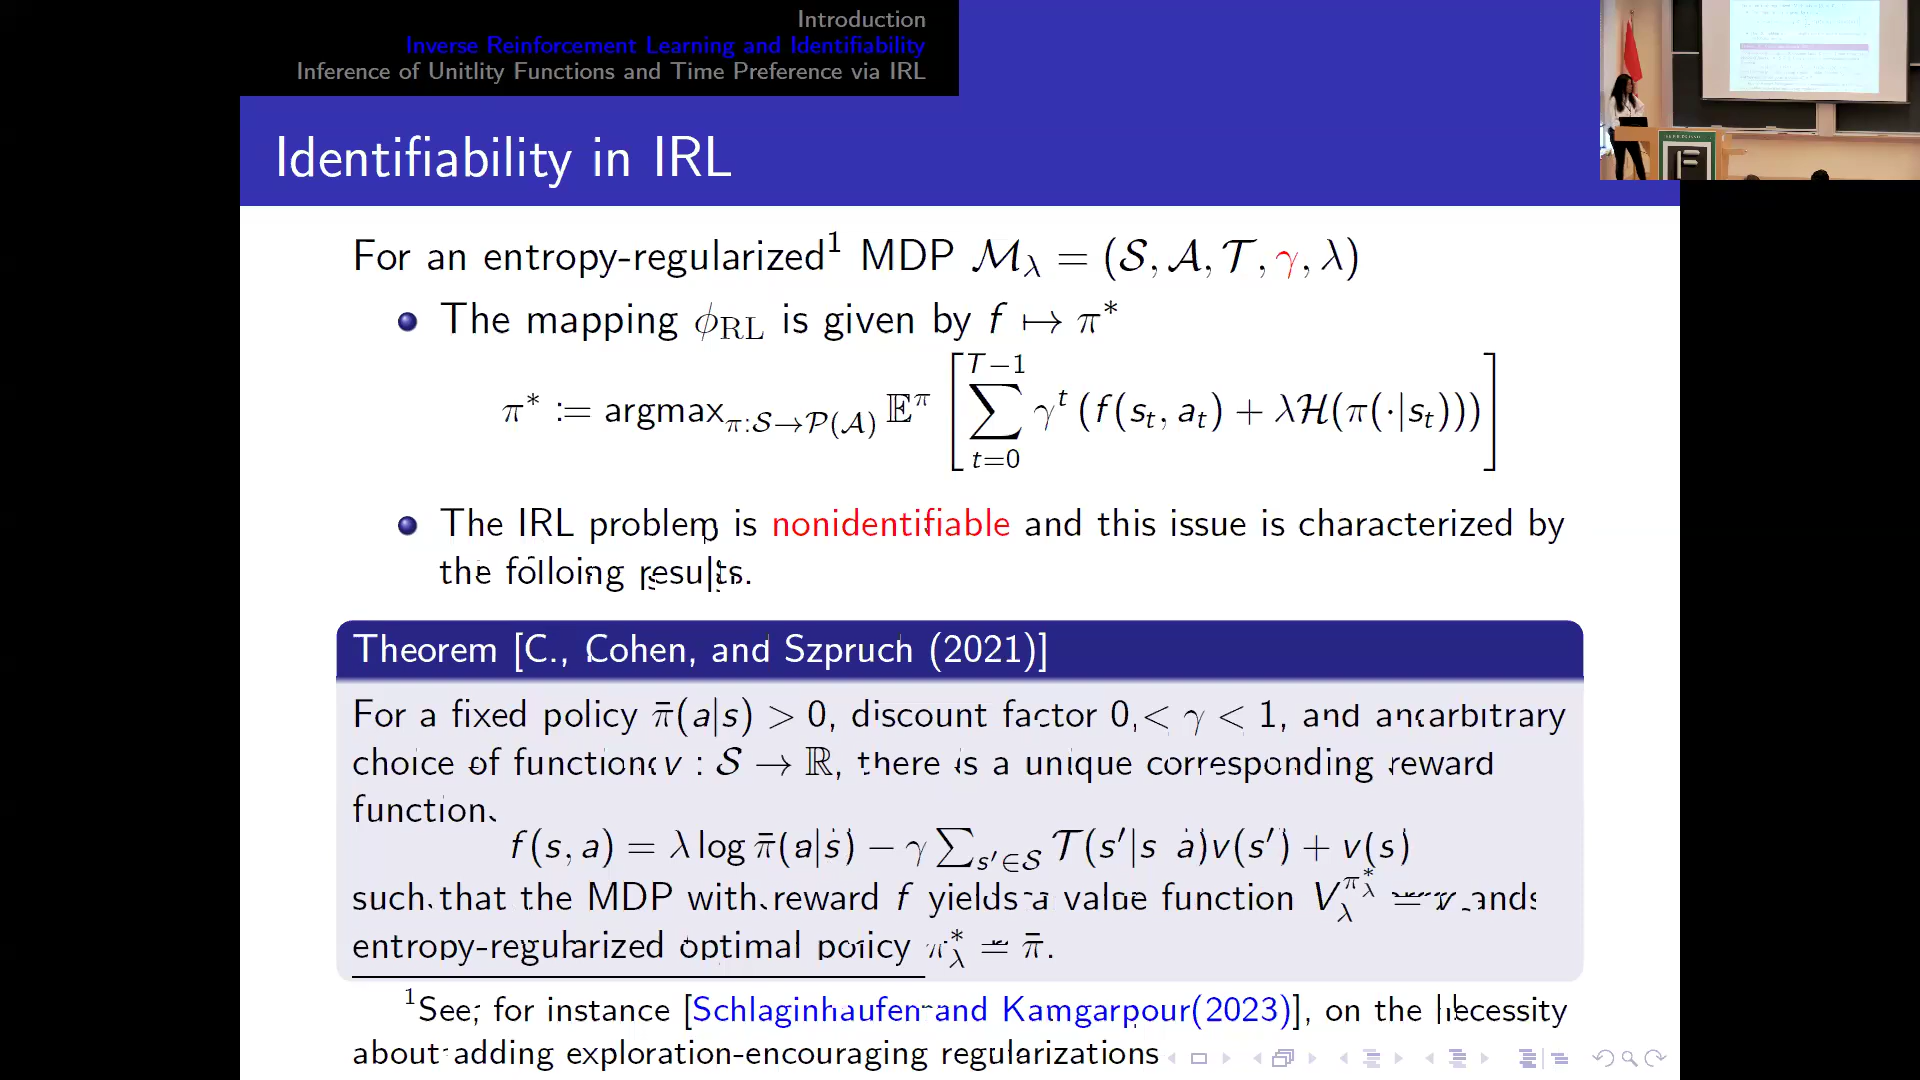 Introduction
Inverse Reinforcement Learning and Identifiability
Inference of Unitlity Functions and Time Preference via IRL
Identifiability in IRL
For an entropy-regularized¹ MDP 𝓜_λ = (𝒮, 𝒜, 𝒯, γ, λ)
The mapping ϕ_RL is given by f ↦ π*
π* := argmax_{π:𝒮→𝒫(𝒜)} 𝔼^π [ ∑_{t=0}^{T−1} γ^t (f(s_t, a_t) + λℋ(π(·|s_t))) ]
The IRL problem is nonidentifiable and this issue is characterized by
the folloing results.
Theorem [C., Cohen, and Szpruch (2021)]
For a fixed policy π̄(a|s) > 0, discount factor 0 < γ < 1, and an arbitrary
choice of function v : 𝒮 → ℝ, there is a unique corresponding reward
function
f(s, a) = λ log π̄(a|s) − γ ∑_{s′∈𝒮} 𝒯(s′|s, a)v(s′) + v(s)
such that the MDP with reward f yields a value function V_λ^{π*_λ} = v and
entropy-regularized optimal policy π*_λ = π̄.
¹See, for instance [Schlaginhaufen and Kamgarpour(2023)], on the necessity
about adding exploration-encouraging regularizations